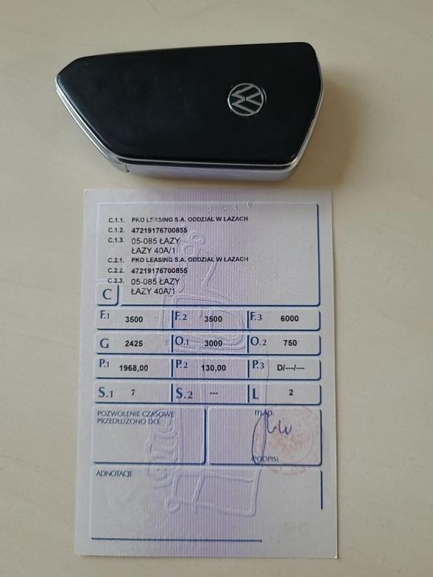 C.1.1. PKO LEASING S.A. ODDZIAŁ W ŁAZACH
C.1.2. 47219176700855
C.1.3. 05-085 ŁAZY
ŁAZY 40A/1
C.2.1. PKO LEASING S.A. ODDZIAŁ W ŁAZACH
C.2.2. 47219176700855
C.2.3. 05-085 ŁAZY
C ŁAZY 40A/1
F.1 3500 F.2 3500 F.3 6000
G 2425 O.1 3000 O.2 750
P.1 1968,00 P.2 130,00 P.3 D/---/---
S.1 7 S.2 --- L 2
POZWOLENIE CZASOWE m.p.
PRZEDŁUŻONO DO:
(PODPIS)
ADNOTACJE